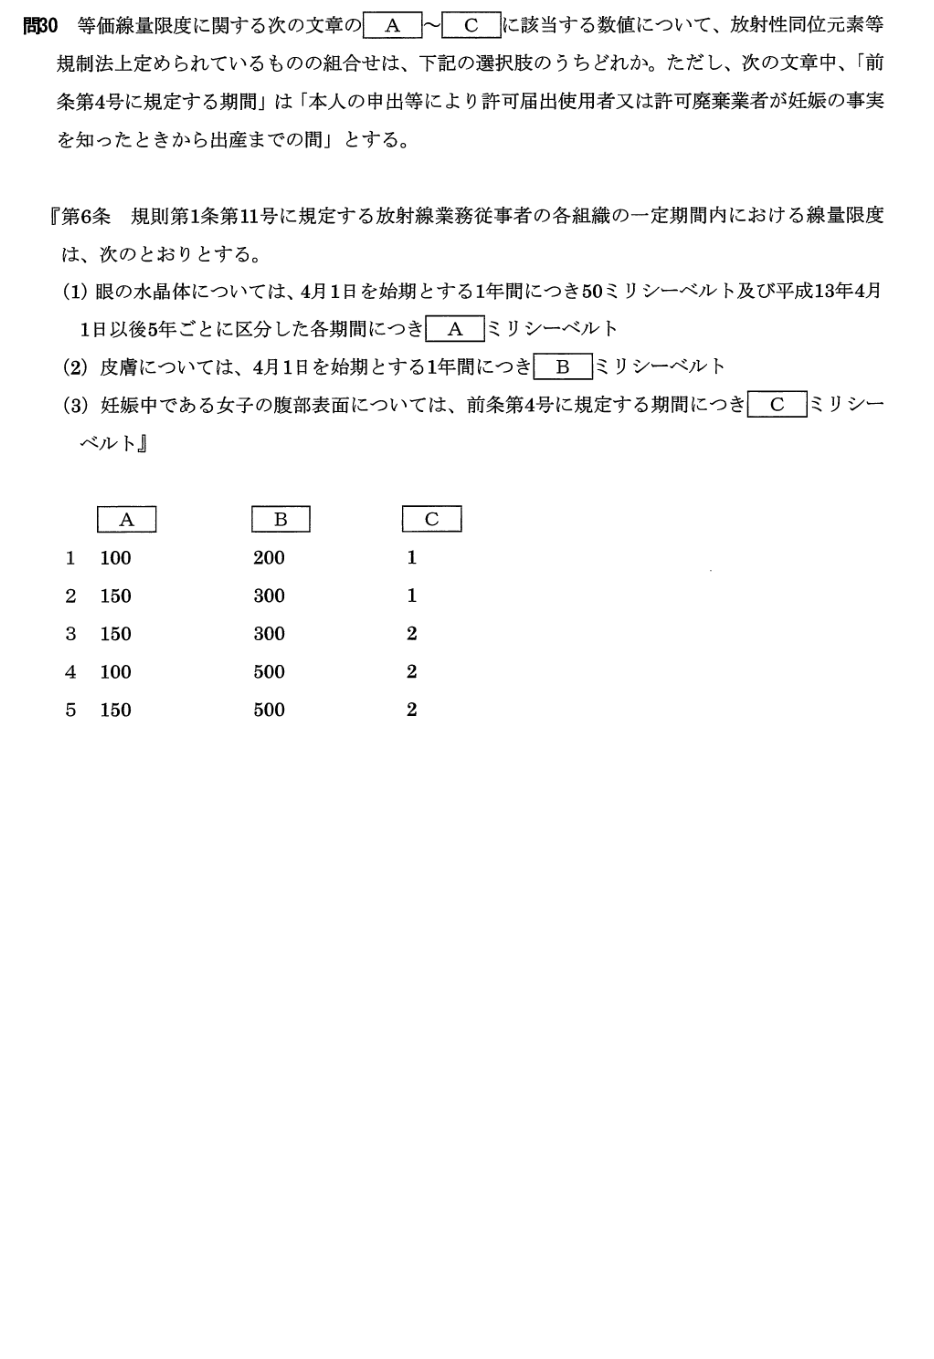 問30 等価線量限度に関する次の文章の A ～ C に該当する数値について、放射性同位元素等
規制法上定められているものの組合せは、下記の選択肢のうちどれか。ただし、次の文章中、「前
条第4号に規定する期間」は「本人の申出等により許可届出使用者又は許可廃棄業者が妊娠の事実
を知ったときから出産までの間」とする。
『第6条 規則第1条第11号に規定する放射線業務従事者の各組織の一定期間内における線量限度
は、次のとおりとする。
(1) 眼の水晶体については、4月1日を始期とする1年間につき50ミリシーベルト及び平成13年4月
1日以後5年ごとに区分した各期間につき A ミリシーベルト
(2) 皮膚については、4月1日を始期とする1年間につき B ミリシーベルト
(3) 妊娠中である女子の腹部表面については、前条第4号に規定する期間につき C ミリシー
ベルト』
A B C
1 100 200 1
2 150 300 1
3 150 300 2
4 100 500 2
5 150 500 2